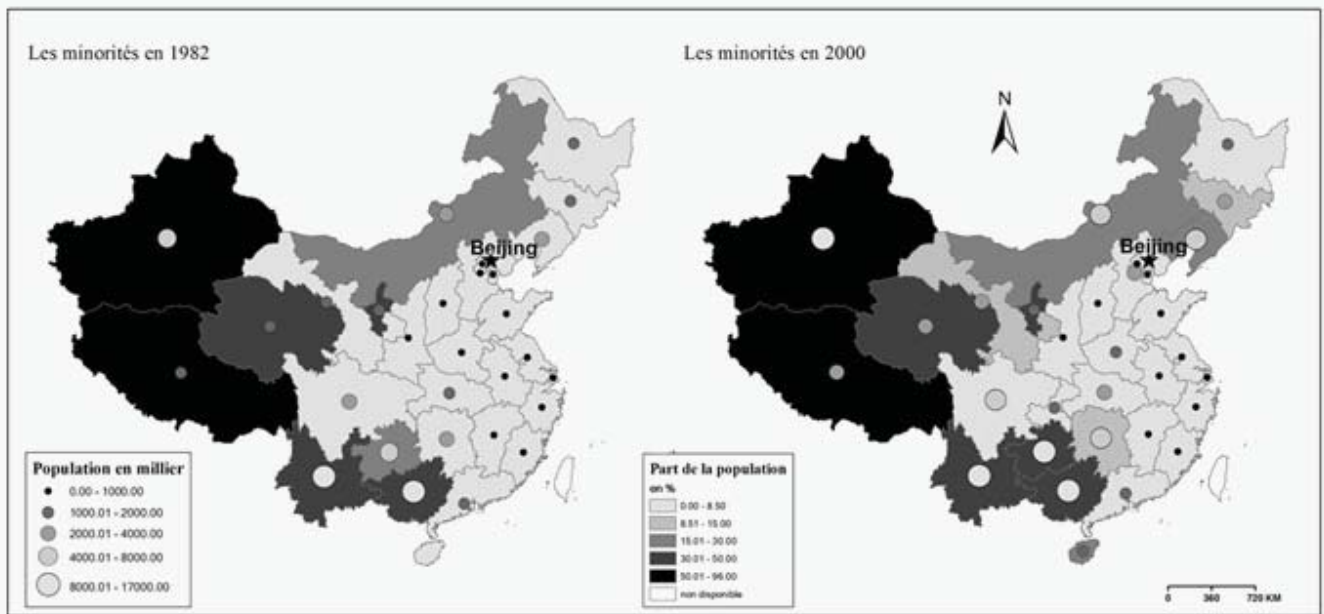 Les minorités en 1982
Les minorités en 2000
N
Beijing
Beijing
Population en millier
0.00 - 1000.00
1000.01 - 2000.00
2000.01 - 4000.00
4000.01 - 8000.00
8000.01 - 17000.00
Part de la population
en %
0.00 - 8.50
8.51 - 15.00
15.01 - 30.00
30.01 - 50.00
50.01 - 96.00
non disponible
0 360 720 KM